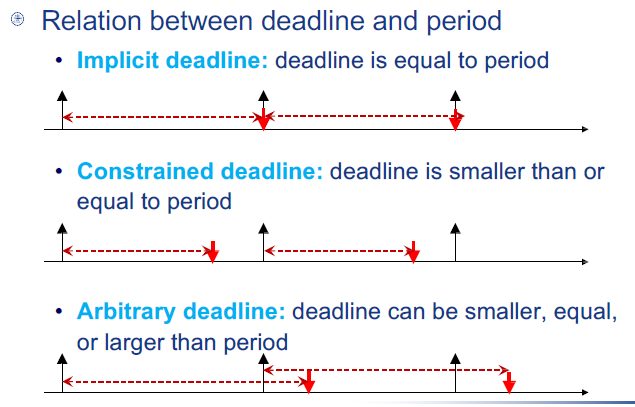 Relation between deadline and period
• Implicit deadline: deadline is equal to period
• Constrained deadline: deadline is smaller than or
equal to period
• Arbitrary deadline: deadline can be smaller, equal,
or larger than period